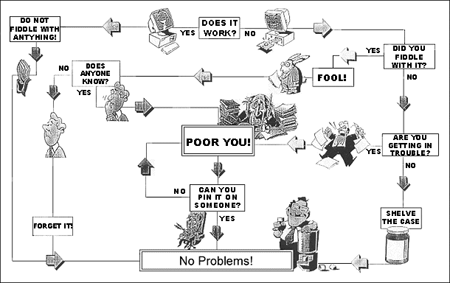 DO NOT
FIDDLE WITH
ANTYHING!
DOES IT
WORK?
YES
NO
DID YOU
FIDDLE
WITH IT?
YES
NO
FOOL!
DOES
ANYONE
KNOW?
NO
YES
POOR YOU!
ARE YOU
GETTING IN
TROUBLE?
YES
NO
CAN YOU
PIN IT ON
SOMEONE?
NO
YES
FORGET IT!
SHELVE
THE CASE
No Problems!